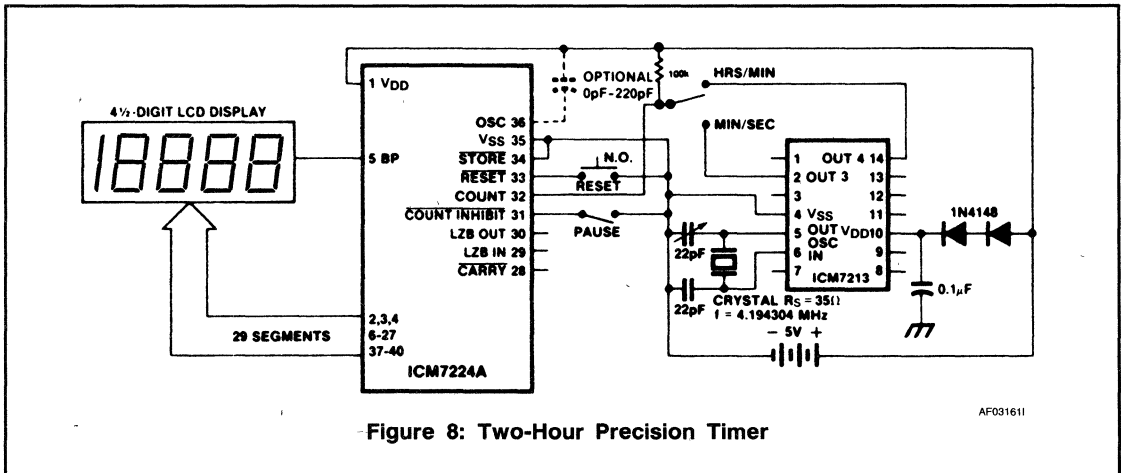 4½-DIGIT LCD DISPLAY
18888
29 SEGMENTS
1 VDD
5 BP
2,3,4
6-27
37-40
OSC 36
VSS 35
STORE 34
RESET 33
COUNT 32
COUNT INHIBIT 31
LZB OUT 30
LZB IN 29
CARRY 28
ICM7224A
OPTIONAL
0pF-220pF
100k
HRS/MIN
MIN/SEC
N.O.
RESET
PAUSE
22pF
22pF
CRYSTAL RS = 35Ω
f = 4.194304 MHz
- 5V +
1
2 OUT 3
3
4 VSS
5 OUT
OSC
6 IN
7
OUT 4 14
13
12
11
VDD10
9
8
ICM7213
1N4148
0.1µF
AF03161I
Figure 8: Two-Hour Precision Timer